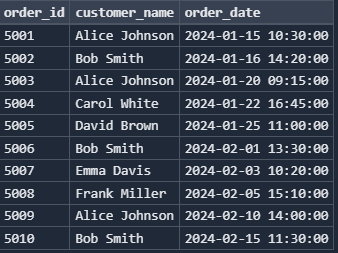 order_id customer_name order_date
5001 Alice Johnson 2024-01-15 10:30:00
5002 Bob Smith 2024-01-16 14:20:00
5003 Alice Johnson 2024-01-20 09:15:00
5004 Carol White 2024-01-22 16:45:00
5005 David Brown 2024-01-25 11:00:00
5006 Bob Smith 2024-02-01 13:30:00
5007 Emma Davis 2024-02-03 10:20:00
5008 Frank Miller 2024-02-05 15:10:00
5009 Alice Johnson 2024-02-10 14:00:00
5010 Bob Smith 2024-02-15 11:30:00